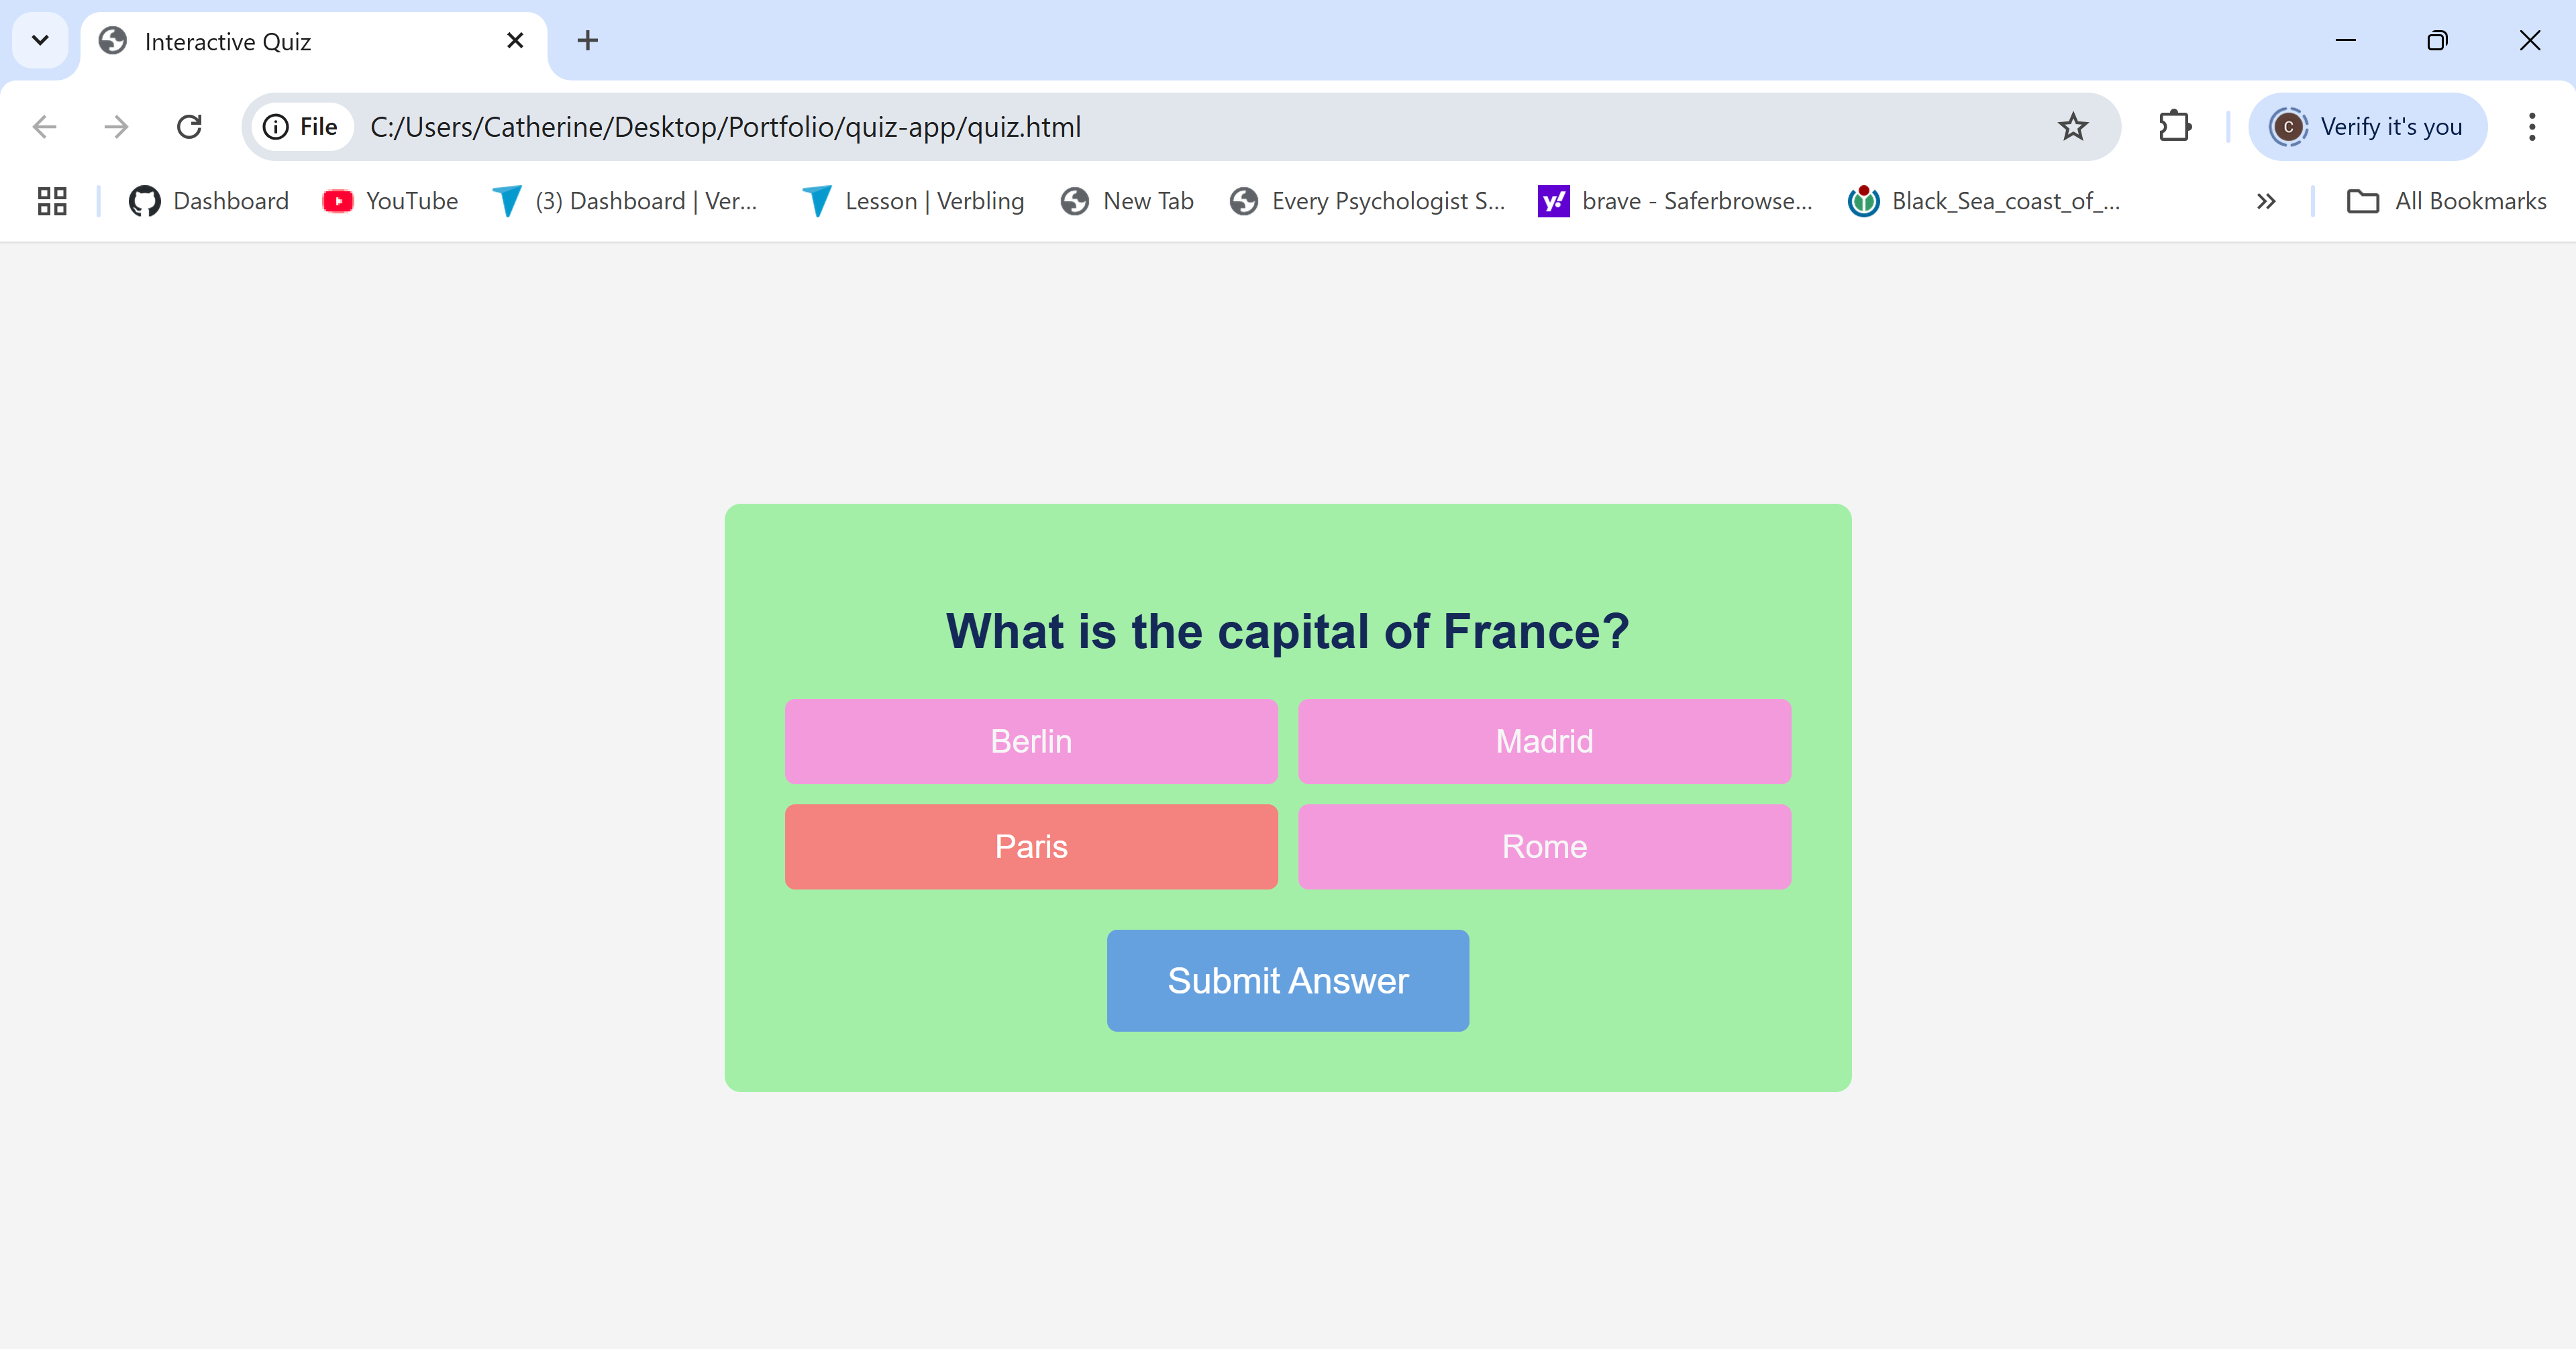 Interactive Quiz
File C:/Users/Catherine/Desktop/Portfolio/quiz-app/quiz.html C Verify it's you
Dashboard YouTube (3) Dashboard | Ver... Lesson | Verbling New Tab Every Psychologist S... y! brave - Saferbrowse... Black_Sea_coast_of_... All Bookmarks
What is the capital of France?
Berlin Madrid
Paris Rome
Submit Answer